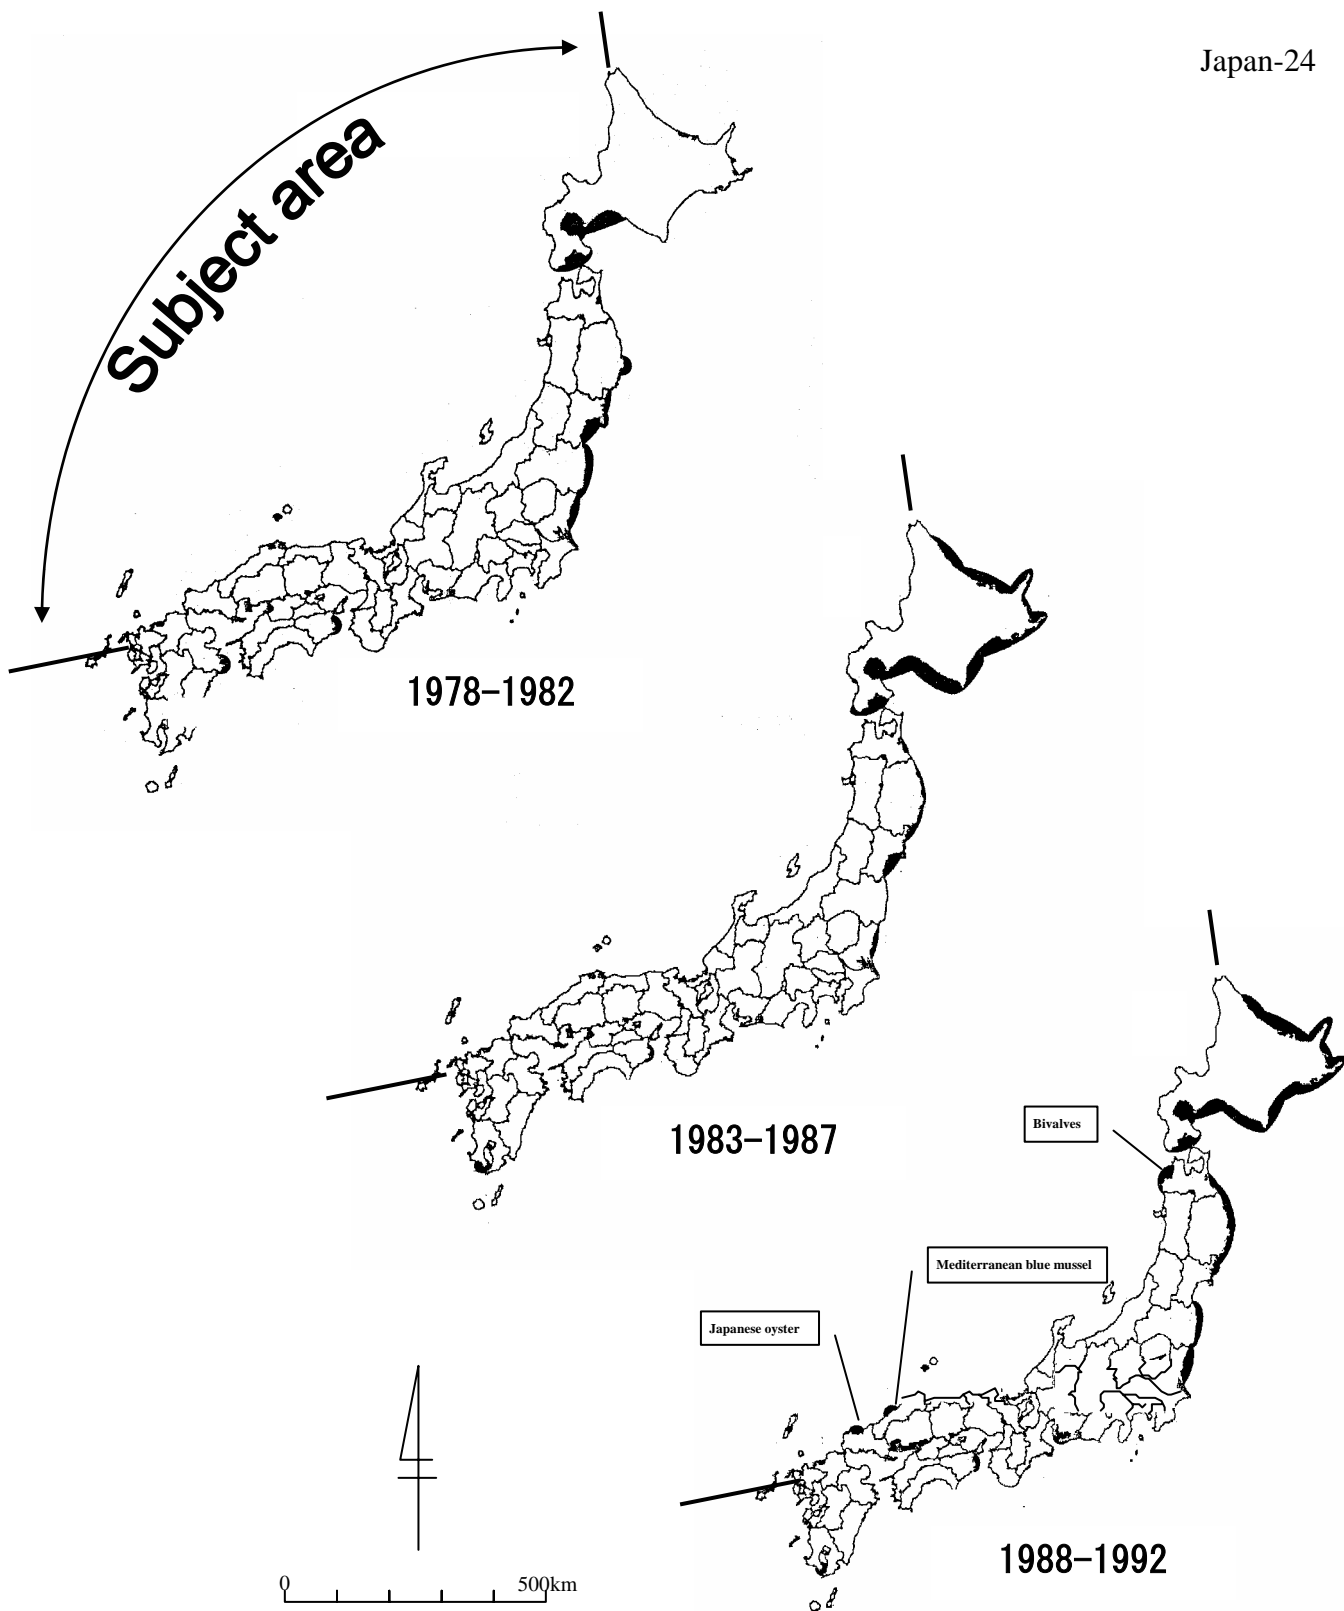 Japan-24
Subject area
1978-1982
1983-1987
Bivalves
Mediterranean blue mussel
Japanese oyster
1988-1992
0 500km